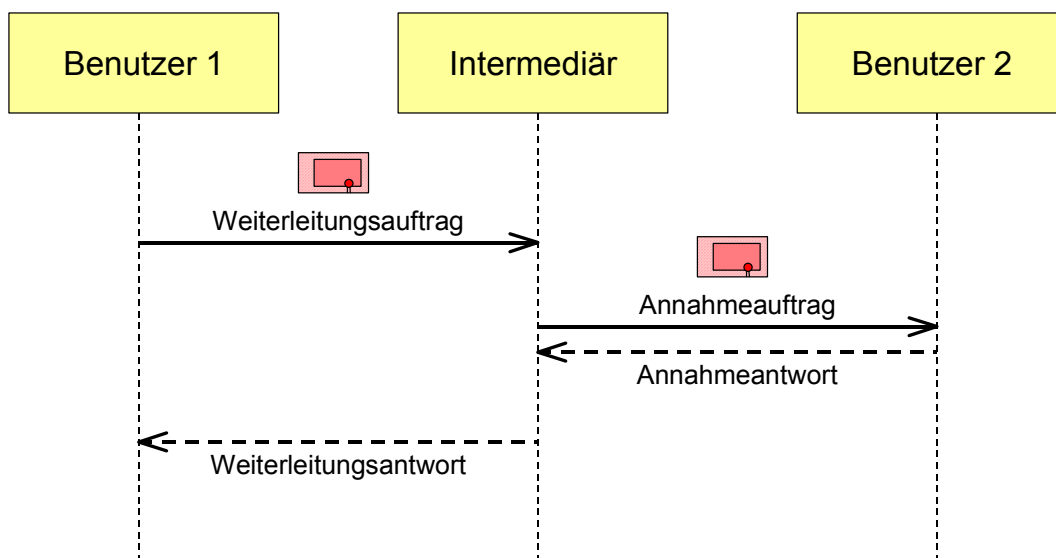 Benutzer 1
Intermediär
Benutzer 2
Weiterleitungsauftrag
Annahmeauftrag
Annahmeantwort
Weiterleitungsantwort